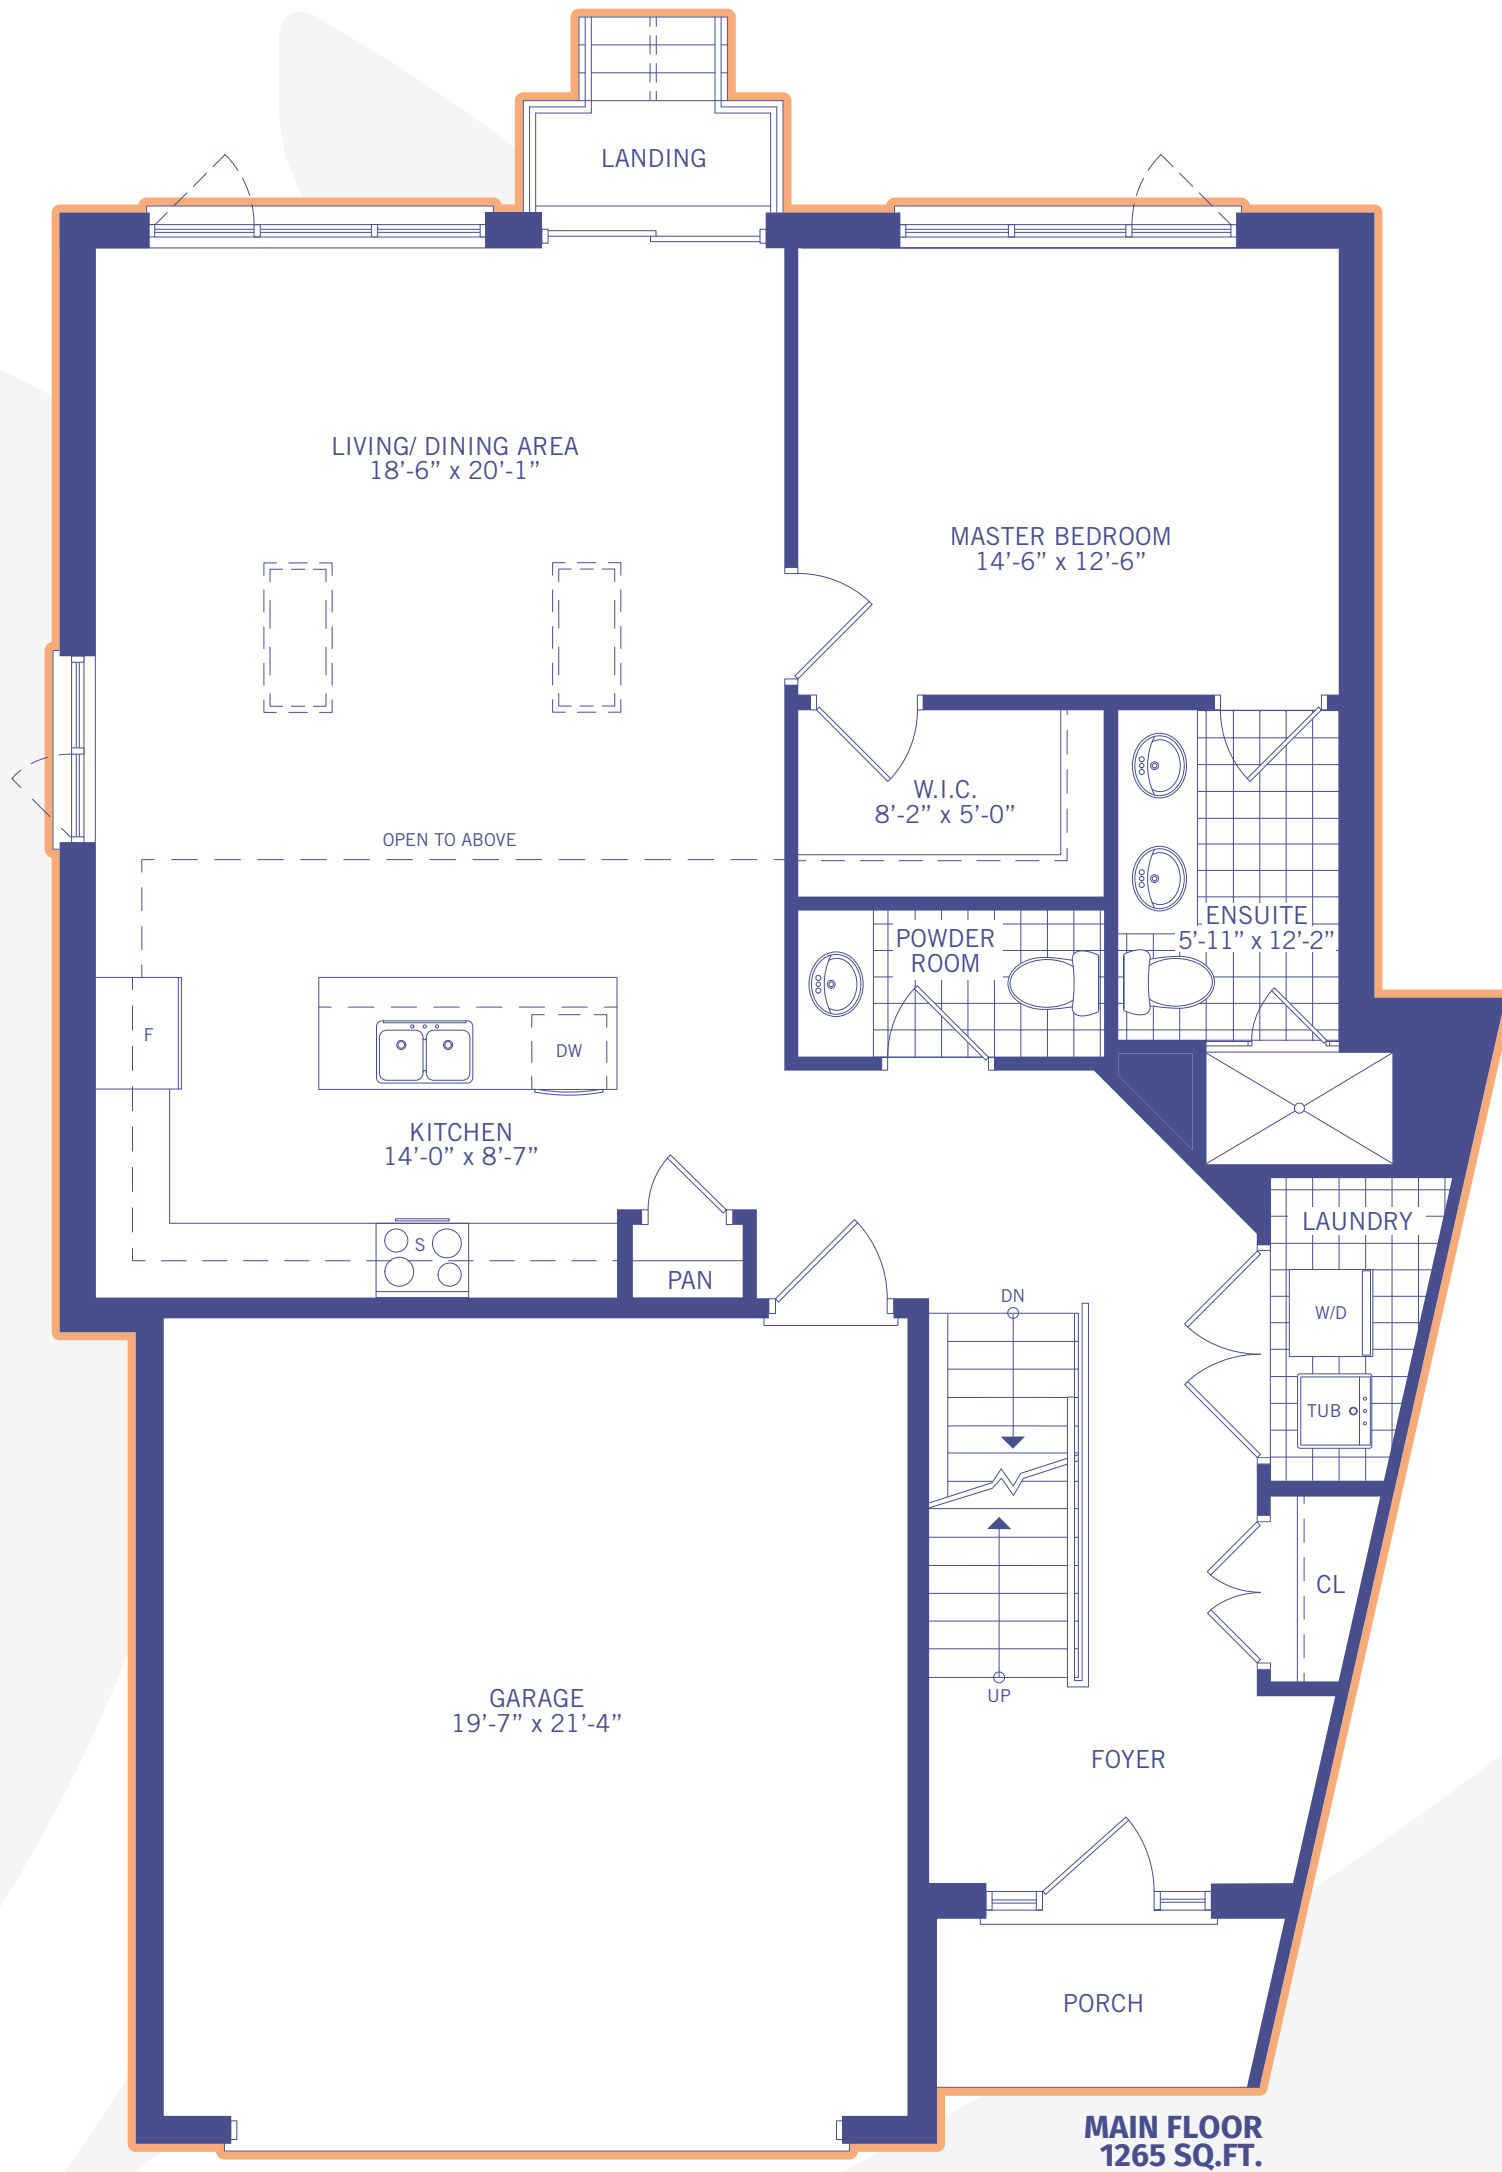 LANDING
LIVING/ DINING AREA
18’-6” x 20’-1”
MASTER BEDROOM
14’-6” x 12’-6”
W.I.C.
8’-2” x 5’-0”
OPEN TO ABOVE
ENSUITE
5’-11” x 12’-2”
POWDER
ROOM
F
DW
KITCHEN
14’-0” x 8’-7”
S
PAN
LAUNDRY
DN
W/D
TUB
CL
UP
GARAGE
19’-7” x 21’-4”
FOYER
PORCH
MAIN FLOOR
1265 SQ.FT.